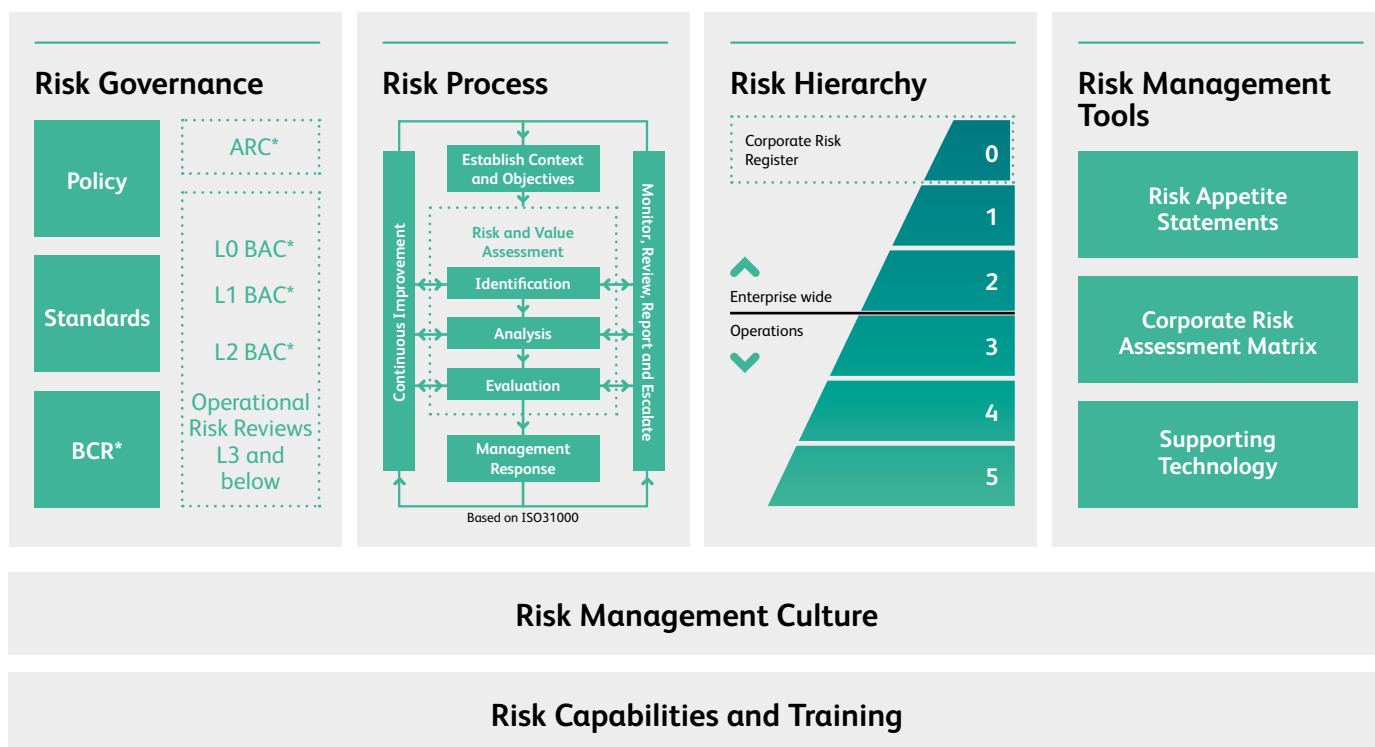 Risk Governance
Policy
Standards
BCR*
ARC*
L0 BAC*
L1 BAC*
L2 BAC*
Operational
Risk Reviews
L3 and
below
Risk Process
Establish Context
and Objectives
Continuous Improvement
Monitor, Review, Report and Escalate
Risk and Value
Assessment
Identification
Analysis
Evaluation
Management
Response
Based on ISO31000
Risk Hierarchy
Corporate Risk
Register
0
1
2
Enterprise wide
Operations
3
4
5
Risk Management
Tools
Risk Appetite
Statements
Corporate Risk
Assessment Matrix
Supporting
Technology
Risk Management Culture
Risk Capabilities and Training